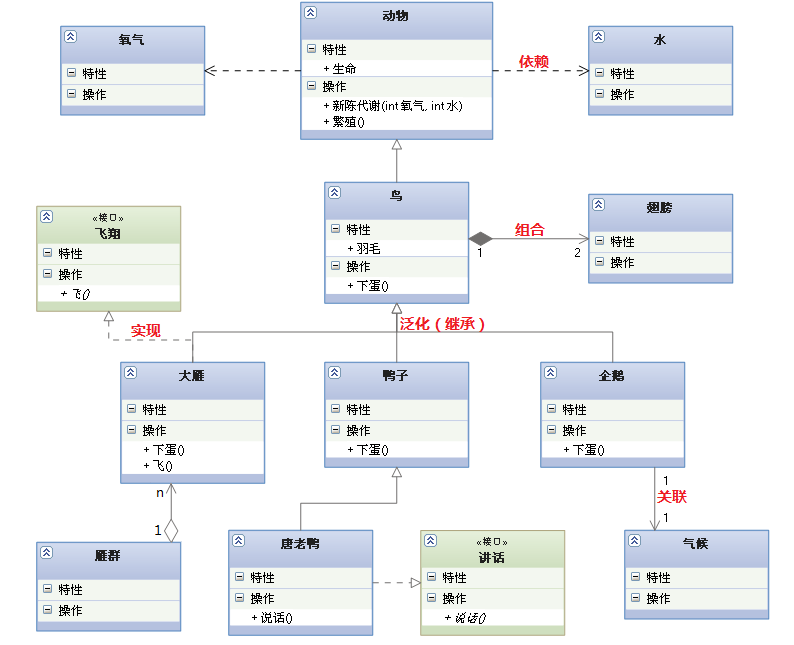 动物
特性
+ 生命
操作
+ 新陈代谢(int 氧气, int 水)
+ 繁殖()
氧气
特性
操作
依赖
水
特性
操作
鸟
特性
+ 羽毛
操作
+ 下蛋()
1
组合
2
翅膀
特性
操作
«接口»
飞翔
特性
操作
+ 飞()
实现
泛化（继承）
大雁
特性
操作
+ 下蛋()
+ 飞()
鸭子
特性
操作
+ 下蛋()
企鹅
特性
操作
+ 下蛋()
n
1
1
关联
1
雁群
特性
操作
唐老鸭
特性
操作
+ 说话()
«接口»
讲话
特性
操作
+ 说话()
气候
特性
操作